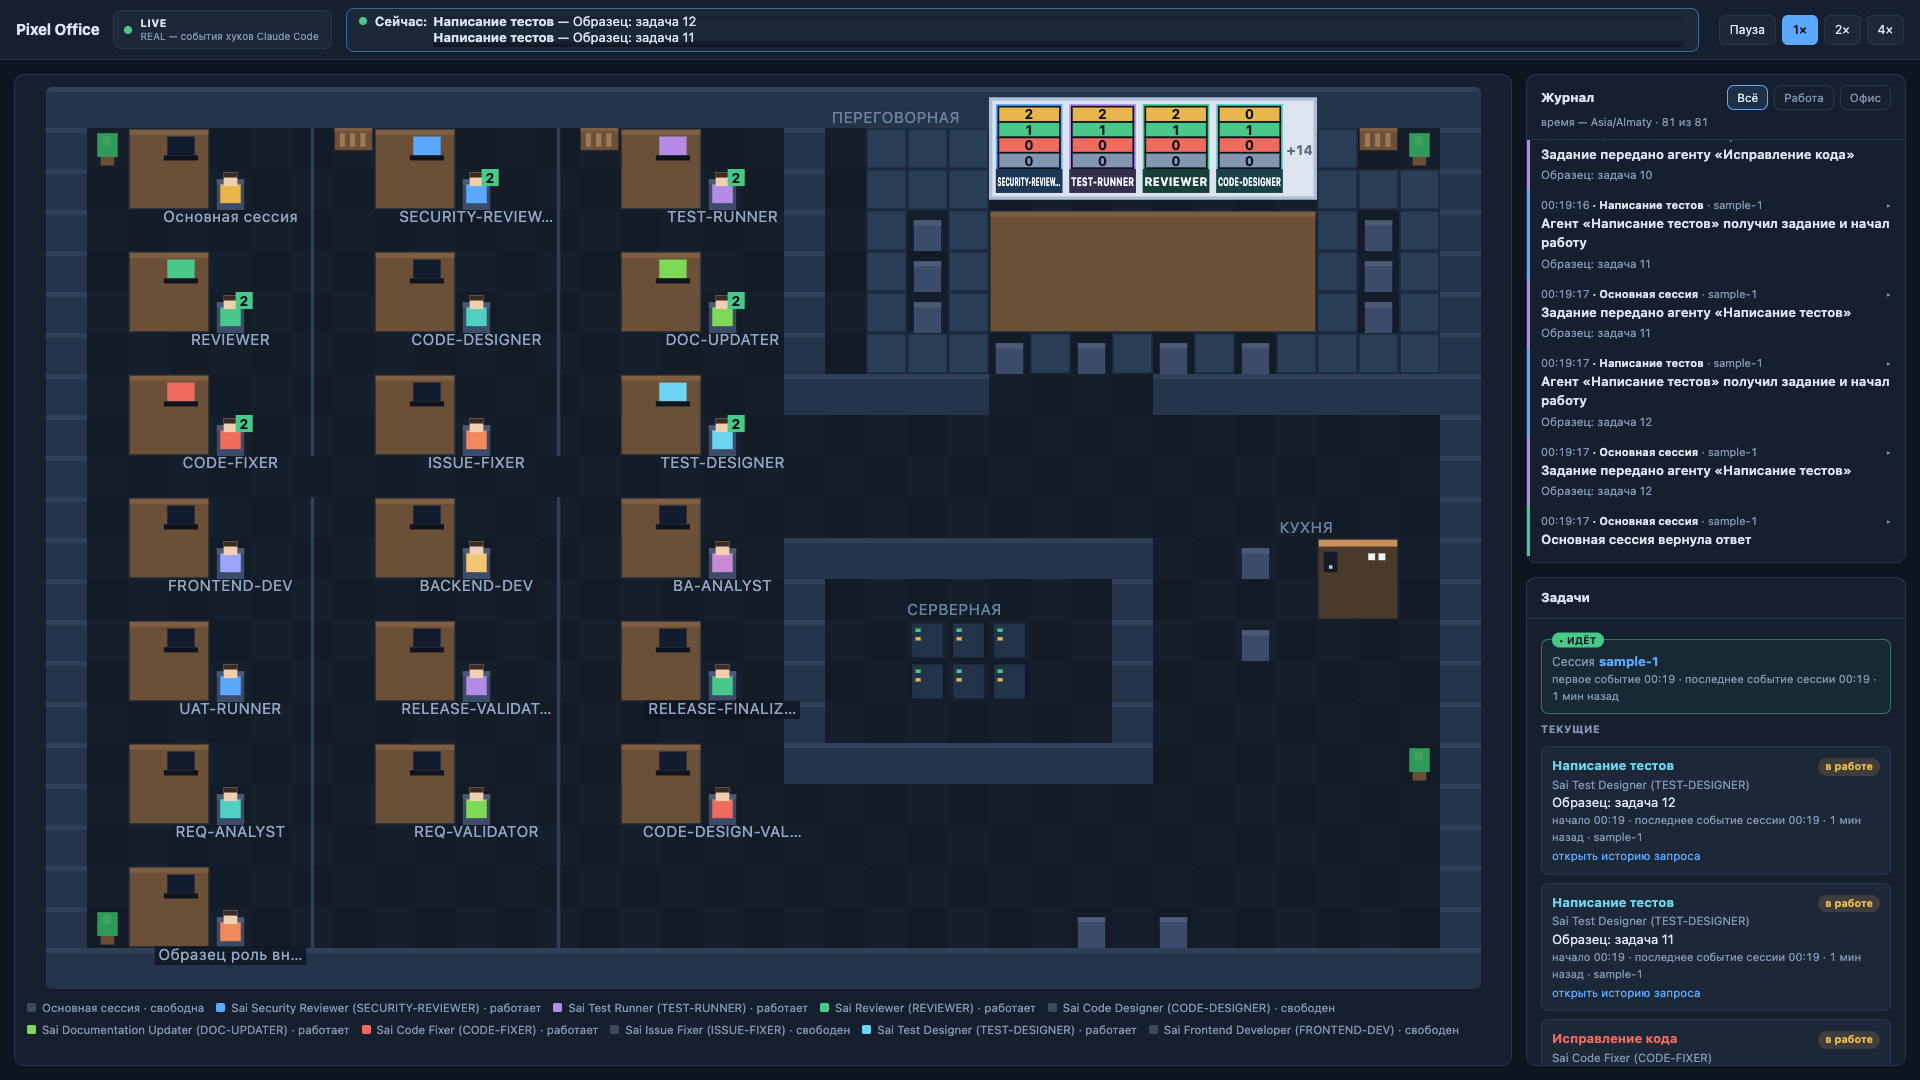 Pixel Office
LIVE
REAL — события хуков Claude Code
Сейчас: Написание тестов — Образец: задача 12
Написание тестов — Образец: задача 11
Пауза
1×
2×
4×
ПЕРЕГОВОРНАЯ
2 2 2 0
1 1 1 1
0 0 0 0
0 0 0 0
+14
SECURITY-REVIEW… TEST-RUNNER REVIEWER CODE-DESIGNER
2
2
Основная сессия
SECURITY-REVIEW…
TEST-RUNNER
2
2
REVIEWER
CODE-DESIGNER
DOC-UPDATER
2
2
CODE-FIXER
ISSUE-FIXER
TEST-DESIGNER
FRONTEND-DEV
BACKEND-DEV
BA-ANALYST
КУХНЯ
СЕРВЕРНАЯ
UAT-RUNNER
RELEASE-VALIDAT…
RELEASE-FINALIZ…
REQ-ANALYST
REQ-VALIDATOR
CODE-DESIGN-VAL…
Образец роль вн…
Основная сессия · свободна
Sai Security Reviewer (SECURITY-REVIEWER) · работает
Sai Test Runner (TEST-RUNNER) · работает
Sai Reviewer (REVIEWER) · работает
Sai Code Designer (CODE-DESIGNER) · свободен
Sai Documentation Updater (DOC-UPDATER) · работает
Sai Code Fixer (CODE-FIXER) · работает
Sai Issue Fixer (ISSUE-FIXER) · свободен
Sai Test Designer (TEST-DESIGNER) · работает
Sai Frontend Developer (FRONTEND-DEV) · свободен
Журнал
Всё
Работа
Офис
время — Asia/Almaty · 81 из 81
Задание передано агенту «Исправление кода»
Образец: задача 10
00:19:16 · Написание тестов · sample-1
Агент «Написание тестов» получил задание и начал
работу
Образец: задача 11
00:19:17 · Основная сессия · sample-1
Задание передано агенту «Написание тестов»
Образец: задача 11
00:19:17 · Написание тестов · sample-1
Агент «Написание тестов» получил задание и начал
работу
Образец: задача 12
00:19:17 · Основная сессия · sample-1
Задание передано агенту «Написание тестов»
Образец: задача 12
00:19:17 · Основная сессия · sample-1
Основная сессия вернула ответ
Задачи
• ИДЁТ
Сессия sample-1
первое событие 00:19 · последнее событие сессии 00:19 ·
1 мин назад
ТЕКУЩИЕ
Написание тестов
в работе
Sai Test Designer (TEST-DESIGNER)
Образец: задача 12
начало 00:19 · последнее событие сессии 00:19 · 1 мин
назад · sample-1
открыть историю запроса
Написание тестов
в работе
Sai Test Designer (TEST-DESIGNER)
Образец: задача 11
начало 00:19 · последнее событие сессии 00:19 · 1 мин
назад · sample-1
открыть историю запроса
Исправление кода
в работе
Sai Code Fixer (CODE-FIXER)